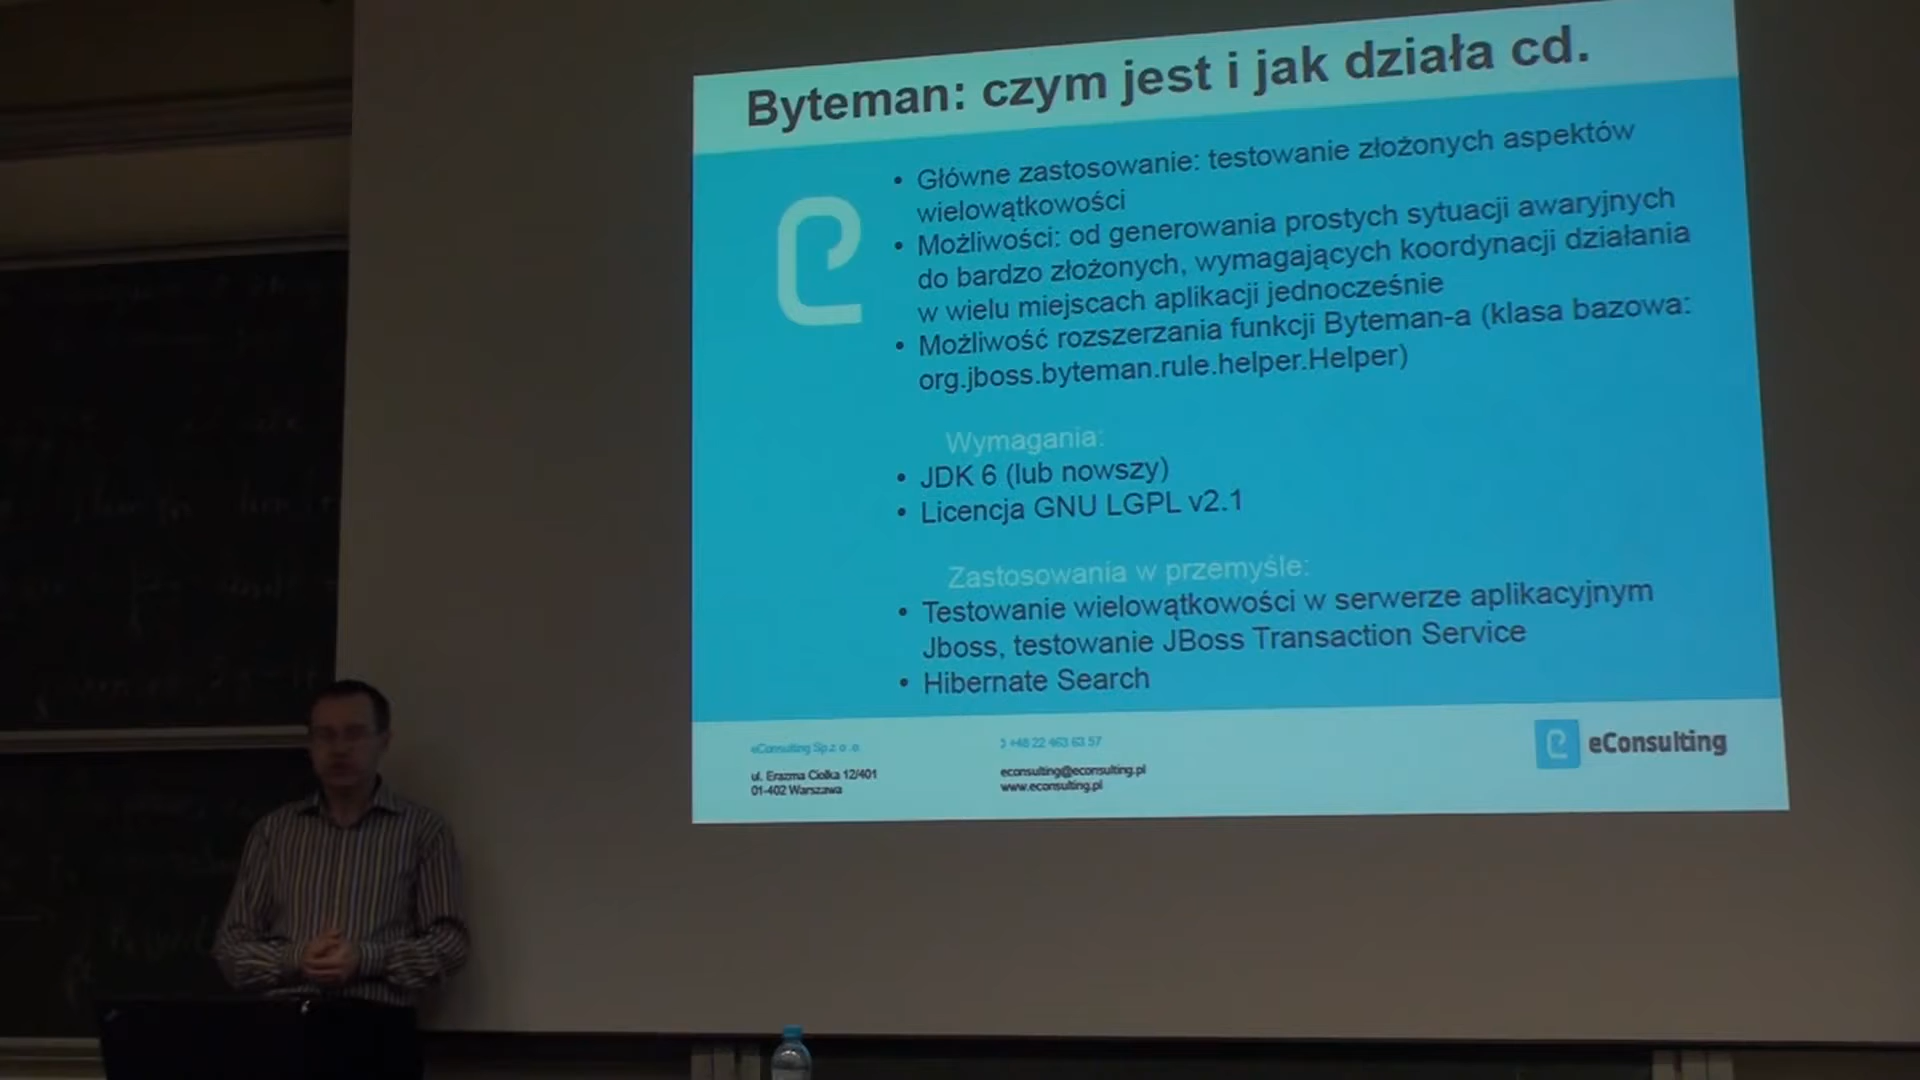 Byteman: czym jest i jak działa cd.
• Główne zastosowanie: testowanie złożonych aspektów
wielowątkowości
• Możliwości: od generowania prostych sytuacji awaryjnych
do bardzo złożonych, wymagających koordynacji działania
w wielu miejscach aplikacji jednocześnie
• Możliwość rozszerzania funkcji Byteman-a (klasa bazowa:
org.jboss.byteman.rule.helper.Helper)
Wymagania:
• JDK 6 (lub nowszy)
• Licencja GNU LGPL v2.1
Zastosowania w przemyśle:
• Testowanie wielowątkowości w serwerze aplikacyjnym
Jboss, testowanie JBoss Transaction Service
• Hibernate Search
eConsulting Sp.z o .o
ul. Erazma Ciołka 12/401
01-402 Warszawa
+48 22 463 63 57
econsulting@econsulting.pl
www.econsulting.pl
eConsulting